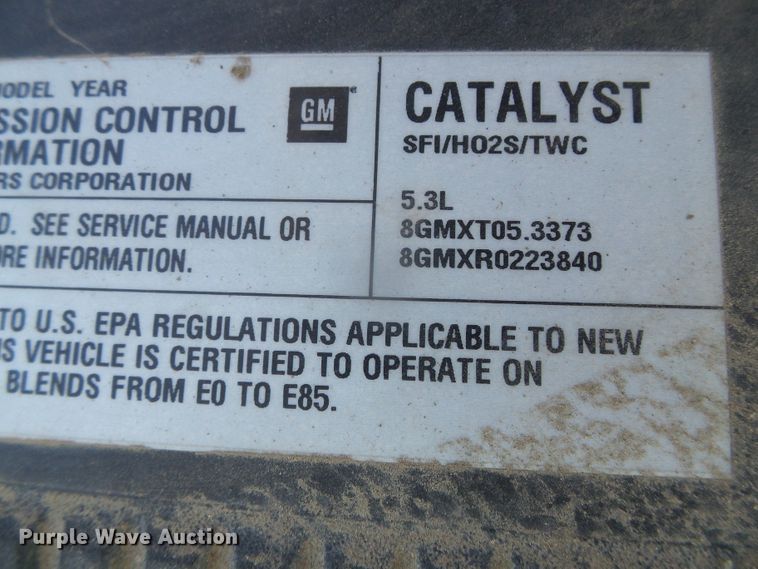 MODEL YEAR
SSION CONTROL
RMATION
RS CORPORATION
GM
CATALYST
SFI/HO2S/TWC
5.3L
8GMXT05.3373
8GMXR0223840
D. SEE SERVICE MANUAL OR
ORE INFORMATION.
TO U.S. EPA REGULATIONS APPLICABLE TO NEW
IS VEHICLE IS CERTIFIED TO OPERATE ON
BLENDS FROM E0 TO E85.
Purple Wave Auction®